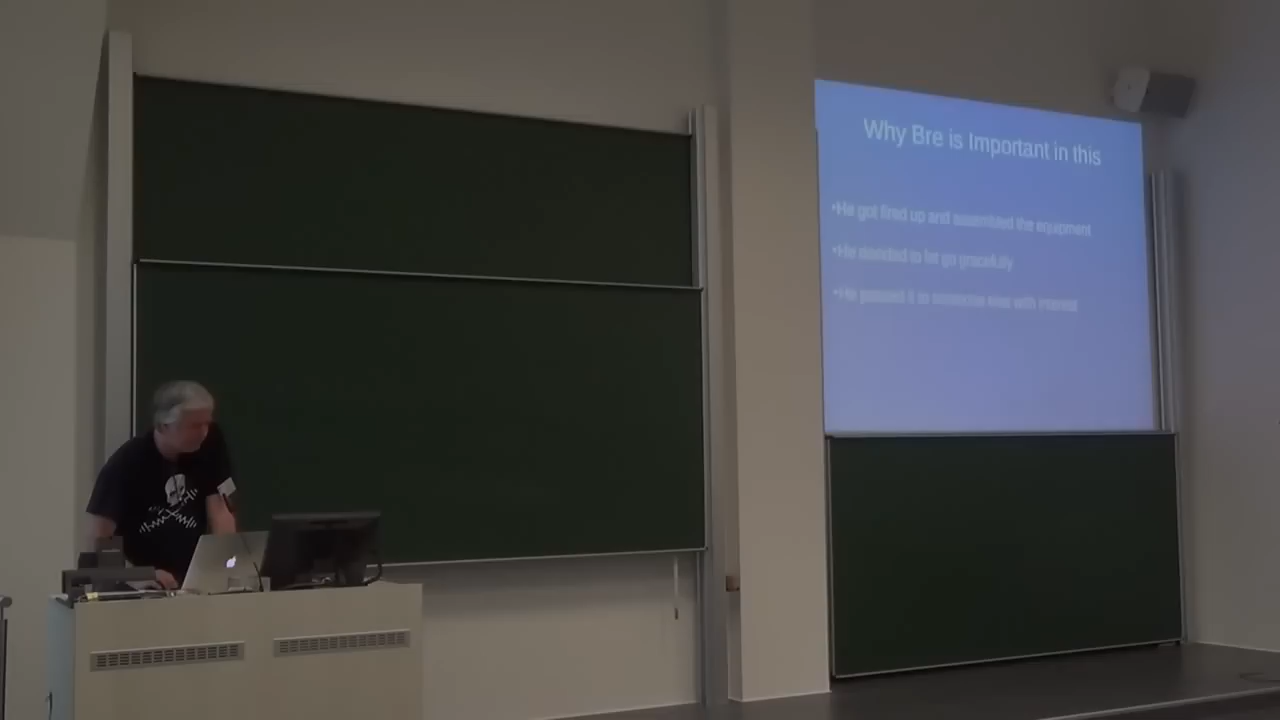 Why Bre is Important in this
•He got fired up and assembled the equipment
•He needed to let go gracefully
•He passed it to someone else with interest